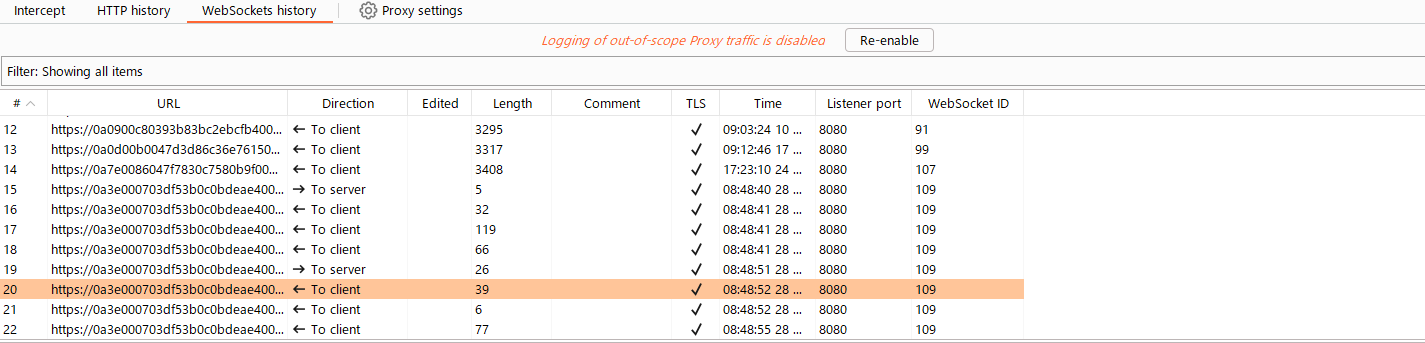 Intercept HTTP history WebSockets history Proxy settings
Logging of out-of-scope Proxy traffic is disabled Re-enable
Filter: Showing all items
# URL Direction Edited Length Comment TLS Time Listener port WebSocket ID
12 https://0a0900c80393b83bc2ebcfb400... ← To client 3295 ✓ 09:03:24 10 ... 8080 91
13 https://0a0d00b0047d3d86c36e76150... ← To client 3317 ✓ 09:12:46 17 ... 8080 99
14 https://0a7e0086047f7830c7580b9f00... ← To client 3408 ✓ 17:23:10 24 ... 8080 107
15 https://0a3e000703df53b0c0bdeae400... → To server 5 ✓ 08:48:40 28 ... 8080 109
16 https://0a3e000703df53b0c0bdeae400... ← To client 32 ✓ 08:48:41 28 ... 8080 109
17 https://0a3e000703df53b0c0bdeae400... ← To client 119 ✓ 08:48:41 28 ... 8080 109
18 https://0a3e000703df53b0c0bdeae400... ← To client 66 ✓ 08:48:41 28 ... 8080 109
19 https://0a3e000703df53b0c0bdeae400... → To server 26 ✓ 08:48:51 28 ... 8080 109
20 https://0a3e000703df53b0c0bdeae400... ← To client 39 ✓ 08:48:52 28 ... 8080 109
21 https://0a3e000703df53b0c0bdeae400... ← To client 6 ✓ 08:48:52 28 ... 8080 109
22 https://0a3e000703df53b0c0bdeae400... ← To client 77 ✓ 08:48:55 28 ... 8080 109